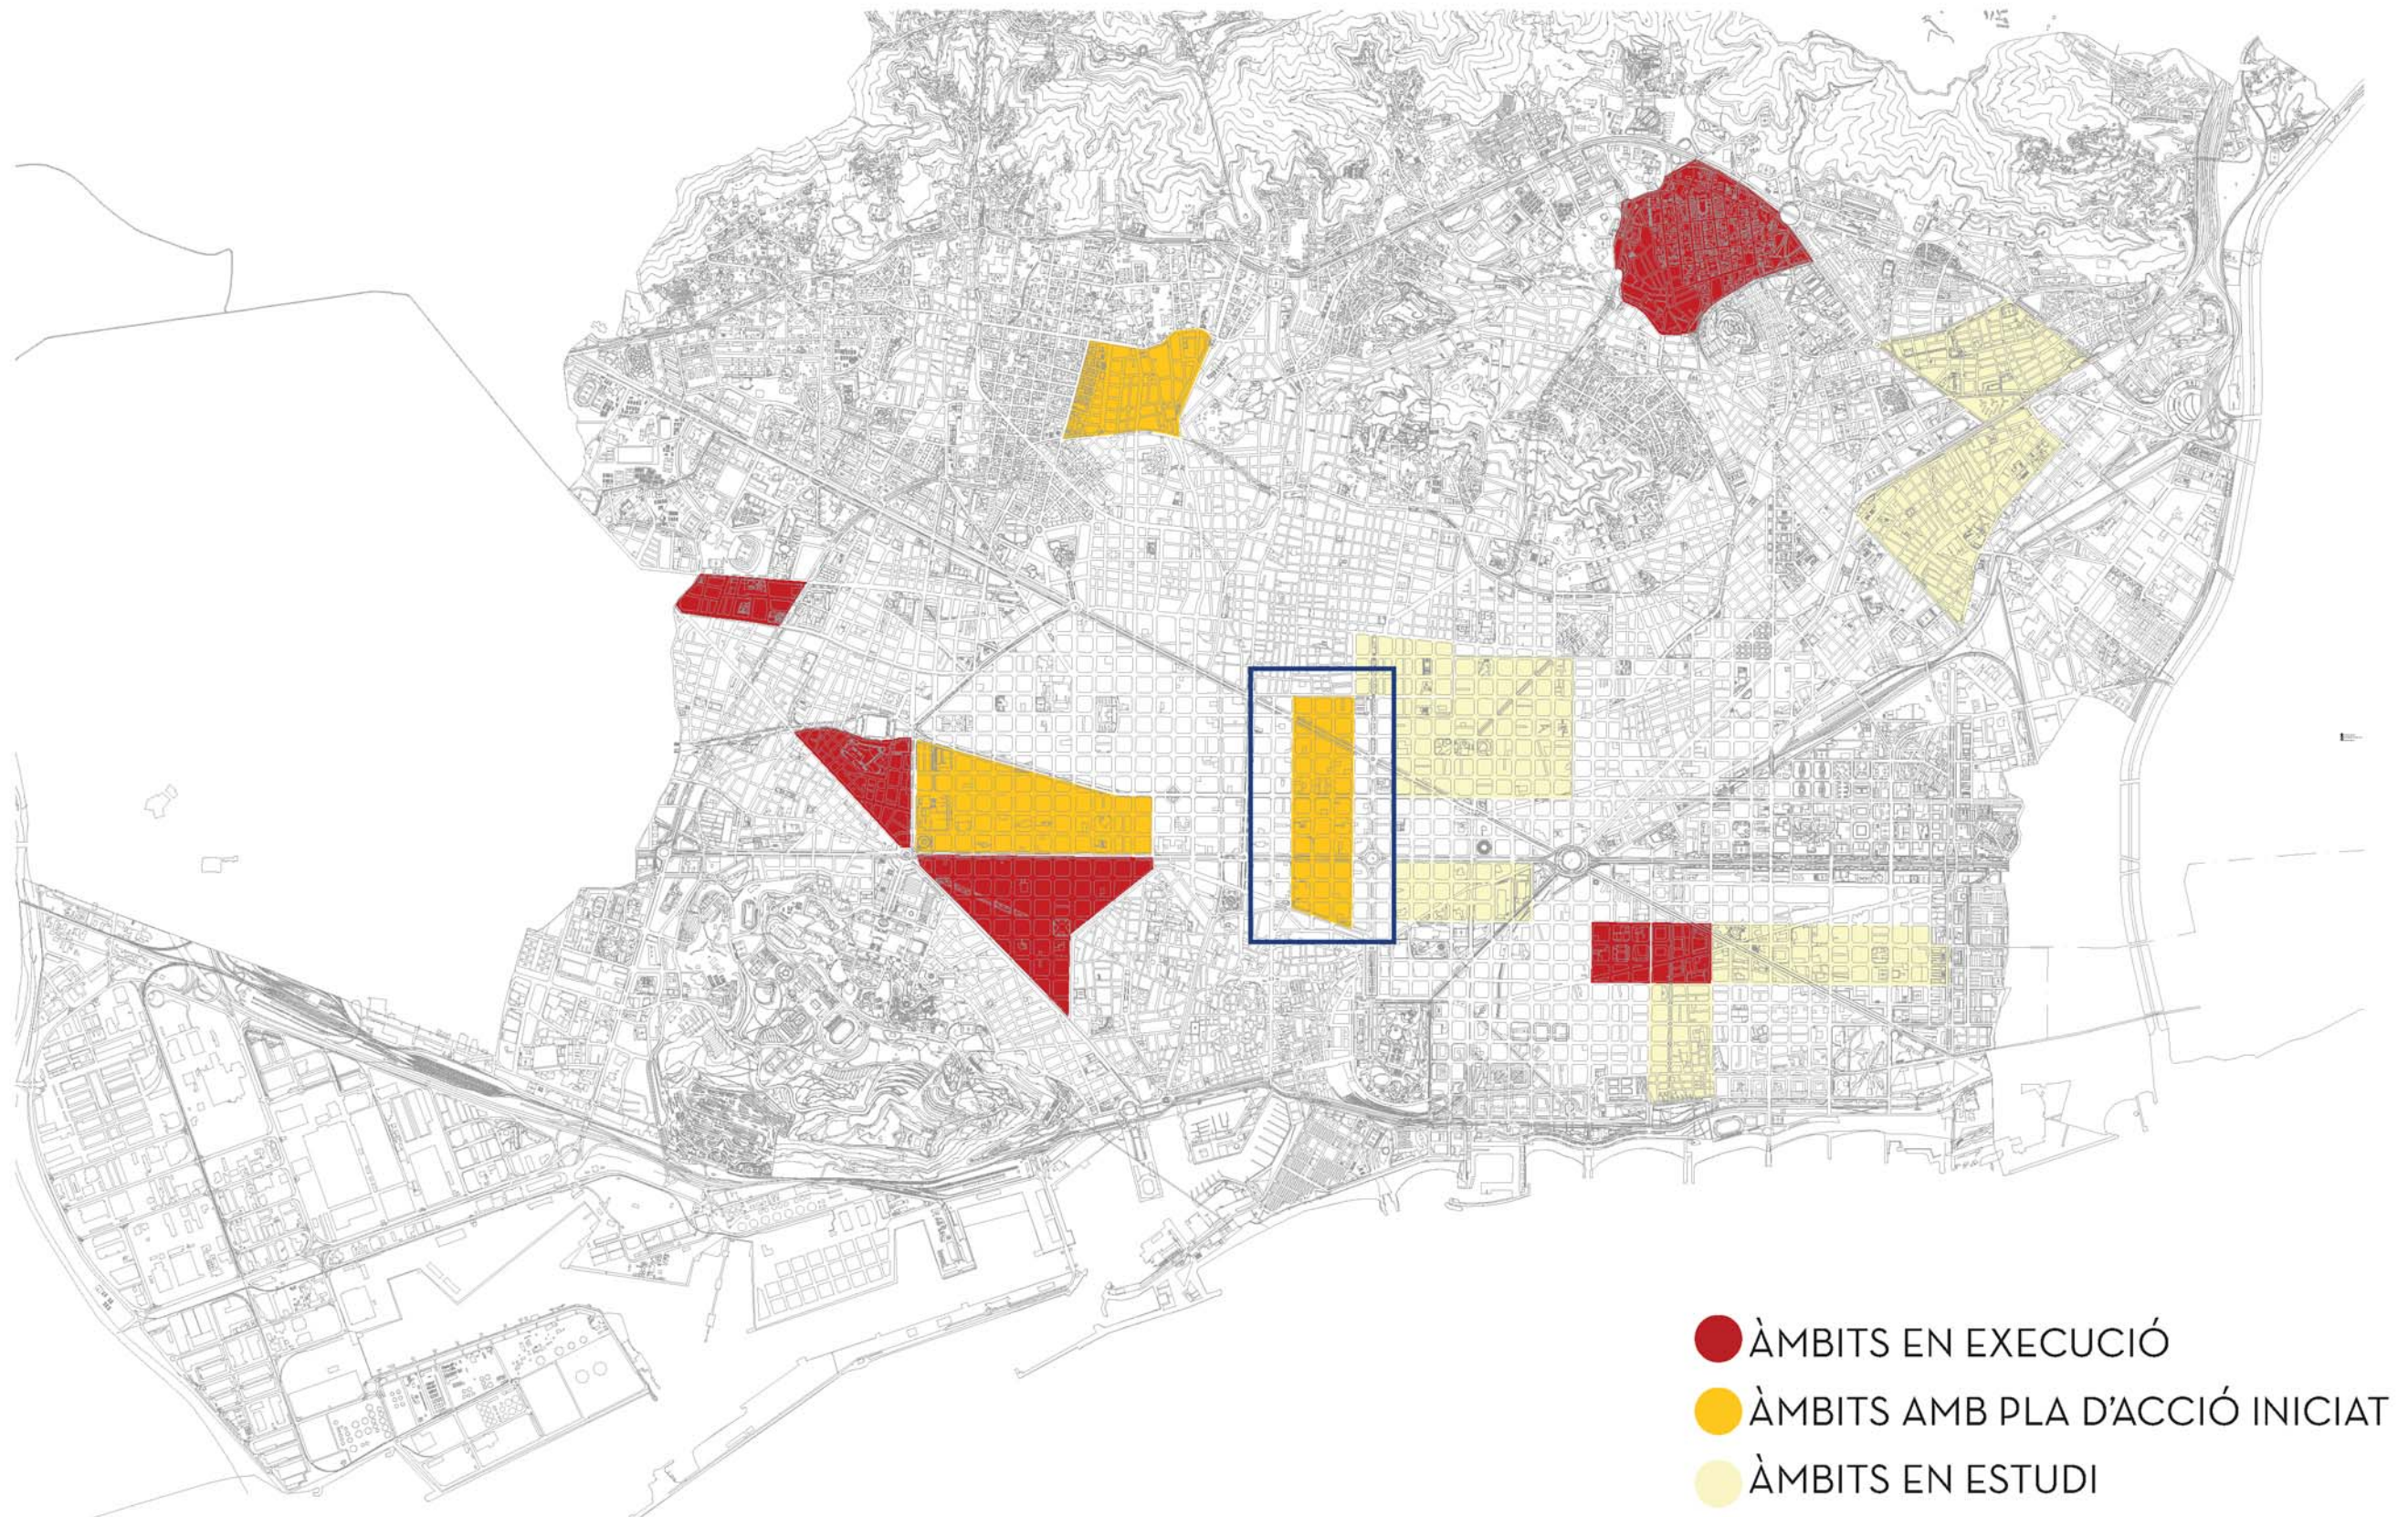 ÀMBITS EN EXECUCIÓ
ÀMBITS AMB PLA D'ACCIÓ INICIAT
ÀMBITS EN ESTUDI